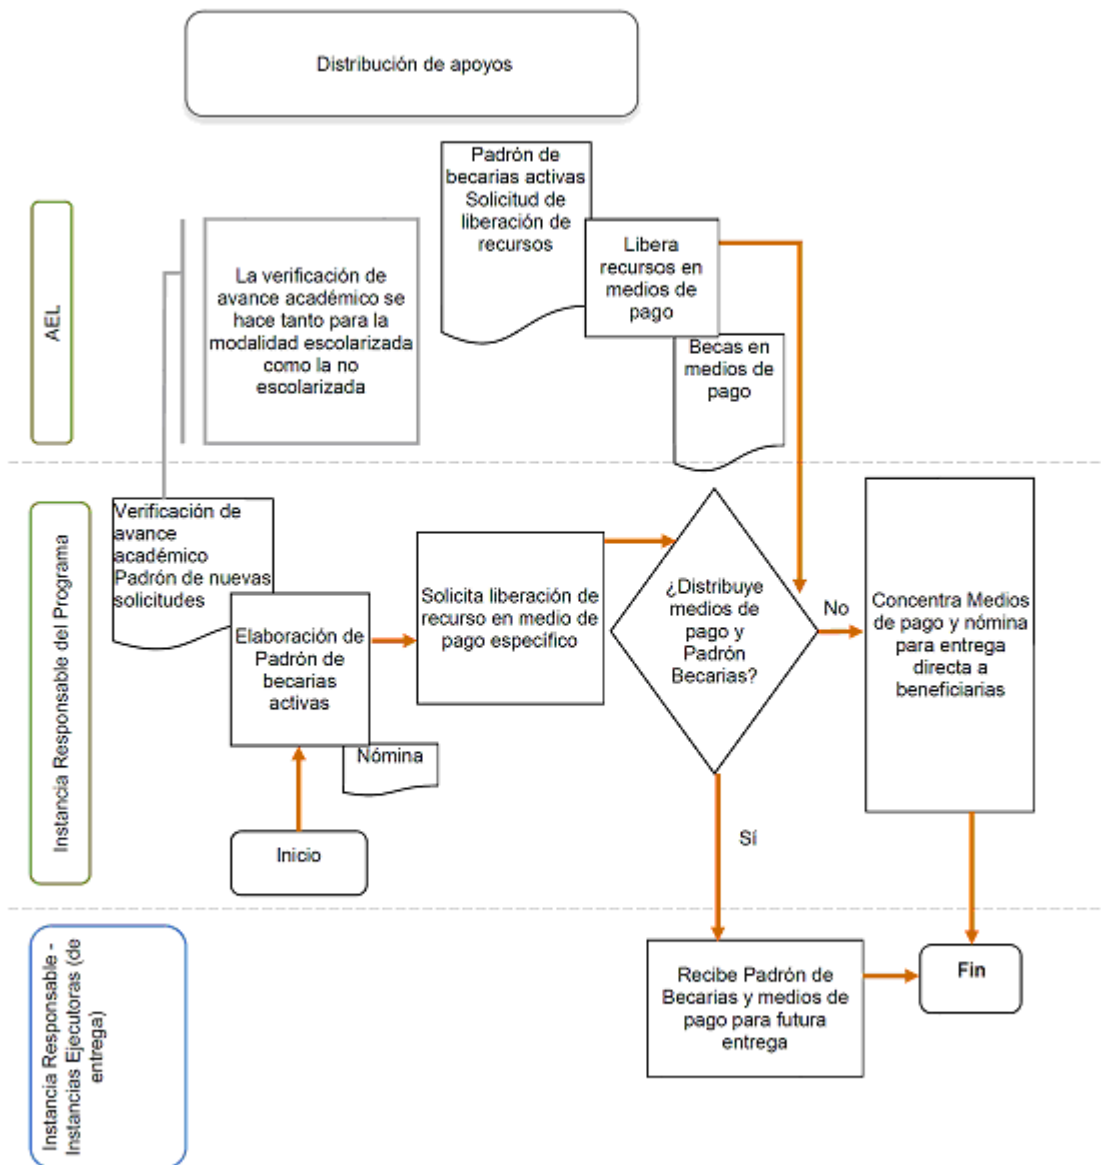 Distribución de apoyos
AEL
Padrón de
becarias activas
Solicitud de
liberación de
recursos
Libera
recursos en
medios de
pago
La verificación de
avance académico se
hace tanto para la
modalidad escolarizada
como la no
escolarizada
Becas en
medios de
pago
Instancia Responsable del Programa
Verificación de
avance
académico
Padrón de nuevas
solicitudes
Elaboración de
Padrón de
becarias
activas
Nómina
Inicio
Solicita liberación de
recurso en medio de
pago específico
¿Distribuye
medios de
pago y
Padrón
Becarias?
No
Sí
Concentra Medios
de pago y nómina
para entrega
directa a
beneficiarias
Instancia Responsable -
Instancias Ejecutoras (de
entrega)
Recibe Padrón de
Becarias y medios de
pago para futura
entrega
Fin